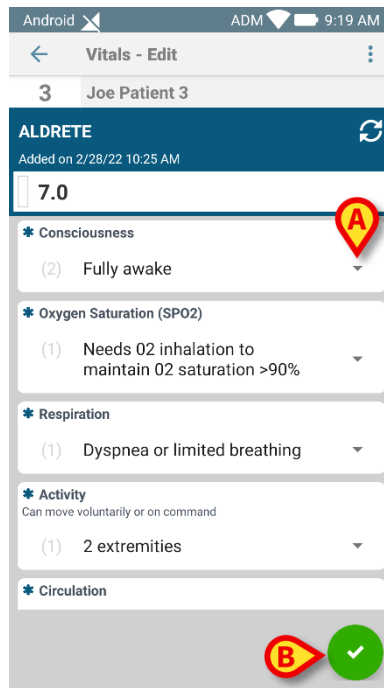 Android ADM 9:19 AM
Vitals - Edit
3 Joe Patient 3
ALDRETE
Added on 2/28/22 10:25 AM
7.0
A
✱ Consciousness
(2) Fully awake
✱ Oxygen Saturation (SPO2)
(1) Needs 02 inhalation to
maintain 02 saturation >90%
✱ Respiration
(1) Dyspnea or limited breathing
✱ Activity
Can move voluntarily or on command
(1) 2 extremities
✱ Circulation
B